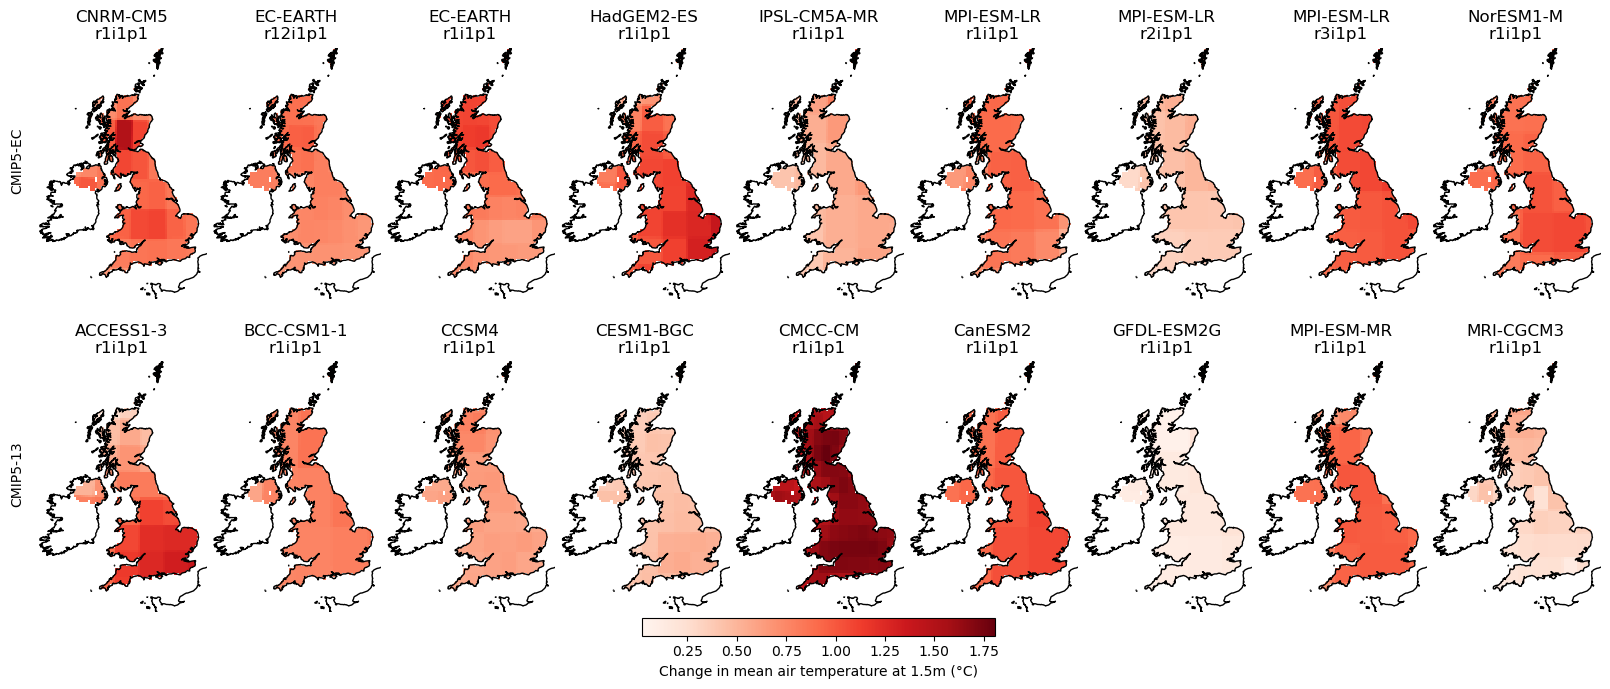 CNRM-CM5
r1i1p1
EC-EARTH
r12i1p1
EC-EARTH
r1i1p1
HadGEM2-ES
r1i1p1
IPSL-CM5A-MR
r1i1p1
MPI-ESM-LR
r1i1p1
MPI-ESM-LR
r2i1p1
MPI-ESM-LR
r3i1p1
NorESM1-M
r1i1p1
CMIP5-EC
ACCESS1-3
r1i1p1
BCC-CSM1-1
r1i1p1
CCSM4
r1i1p1
CESM1-BGC
r1i1p1
CMCC-CM
r1i1p1
CanESM2
r1i1p1
GFDL-ESM2G
r1i1p1
MPI-ESM-MR
r1i1p1
MRI-CGCM3
r1i1p1
CMIP5-13
0.25 0.50 0.75 1.00 1.25 1.50 1.75
Change in mean air temperature at 1.5m (°C)